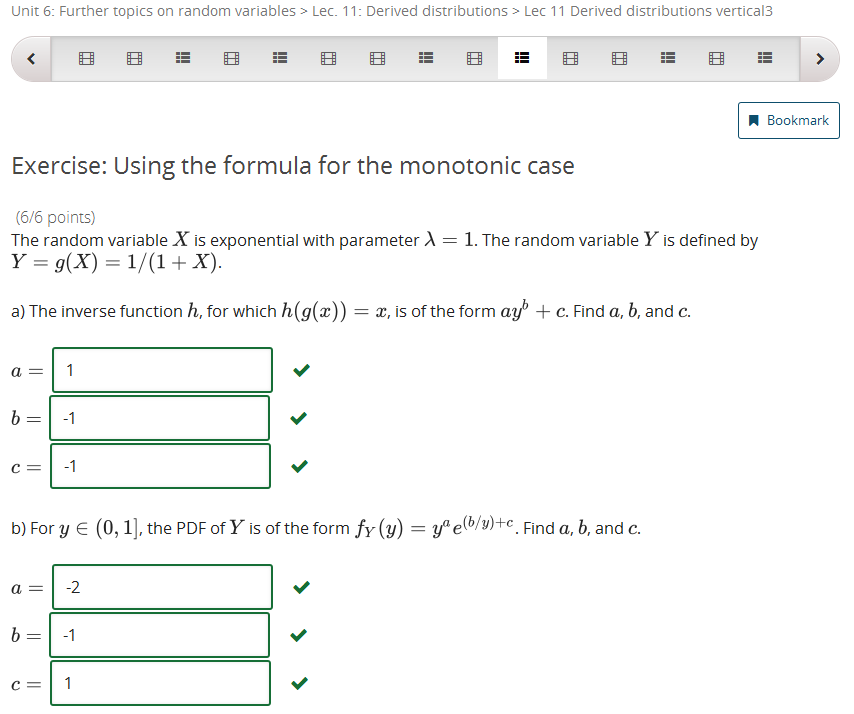 Unit 6: Further topics on random variables > Lec. 11: Derived distributions > Lec 11 Derived distributions vertical3
Bookmark
Exercise: Using the formula for the monotonic case
(6/6 points)
The random variable X is exponential with parameter λ = 1. The random variable Y is defined by
Y = g(X) = 1/(1 + X).
a) The inverse function h, for which h(g(x)) = x, is of the form ay^b + c. Find a, b, and c.
a = 1
b = -1
c = -1
b) For y ∈ (0, 1], the PDF of Y is of the form f_Y(y) = y^a e^{(b/y)+c}. Find a, b, and c.
a = -2
b = -1
c = 1